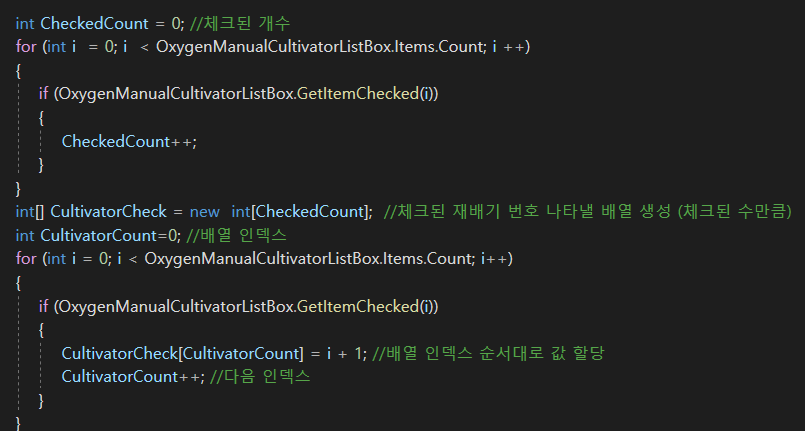 int CheckedCount = 0; //체크된 개수
for (int i  = 0; i  < OxygenManualCultivatorListBox.Items.Count; i ++)
{
if (OxygenManualCultivatorListBox.GetItemChecked(i))
{
CheckedCount++;
}
}
int[] CultivatorCheck = new  int[CheckedCount];  //체크된 재배기 번호 나타낼 배열 생성 (체크된 수만큼)
int CultivatorCount=0; //배열 인덱스
for (int i = 0; i < OxygenManualCultivatorListBox.Items.Count; i++)
{
if (OxygenManualCultivatorListBox.GetItemChecked(i))
{
CultivatorCheck[CultivatorCount] = i + 1; //배열 인덱스 순서대로 값 할당
CultivatorCount++; //다음 인덱스
}
}